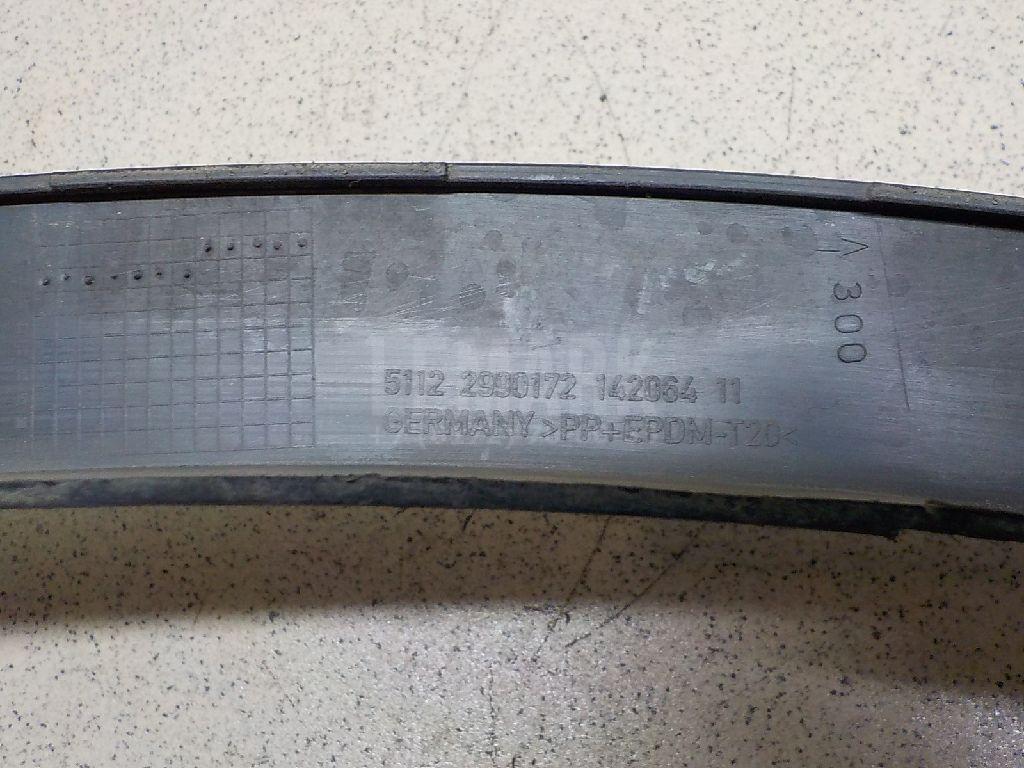 5112 2990172 142064 11
GERMANY >PP+EPDM-T20<
300